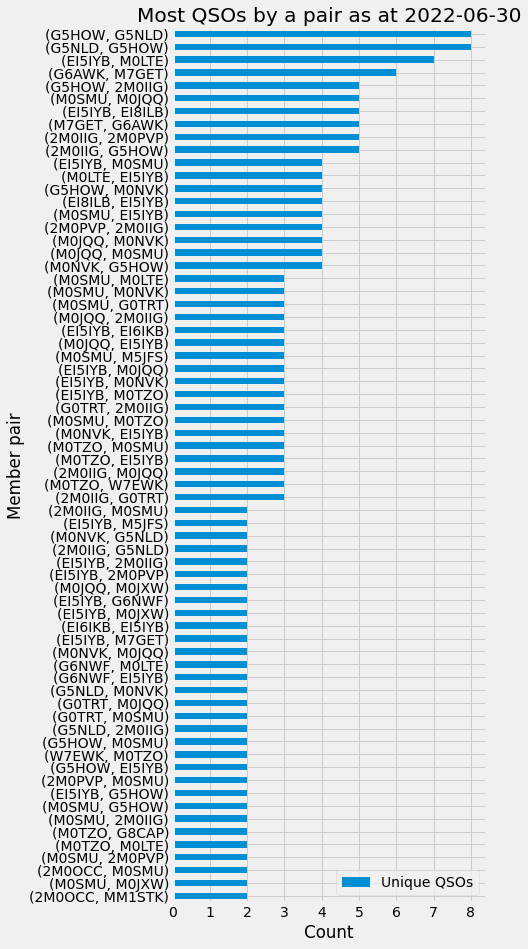 Most QSOs by a pair as at 2022-06-30
(G5HOW, G5NLD)
(G5NLD, G5HOW)
(EI5IYB, M0LTE)
(G6AWK, M7GET)
(G5HOW, 2M0IIG)
(M0SMU, M0JQQ)
(EI5IYB, EI8ILB)
(M7GET, G6AWK)
(2M0IIG, 2M0PVP)
(2M0IIG, G5HOW)
(EI5IYB, M0SMU)
(M0LTE, EI5IYB)
(G5HOW, M0NVK)
(EI8ILB, EI5IYB)
(M0SMU, EI5IYB)
(2M0PVP, 2M0IIG)
(M0JQQ, M0NVK)
(M0JQQ, M0SMU)
(M0NVK, G5HOW)
(M0SMU, M0LTE)
(M0SMU, M0NVK)
(M0SMU, G0TRT)
(M0JQQ, 2M0IIG)
(EI5IYB, EI6IKB)
(M0JQQ, EI5IYB)
(M0SMU, M5JFS)
(EI5IYB, M0JQQ)
(EI5IYB, M0NVK)
(EI5IYB, M0TZO)
(G0TRT, 2M0IIG)
(M0SMU, M0TZO)
(M0NVK, EI5IYB)
(M0TZO, M0SMU)
(M0TZO, EI5IYB)
(2M0IIG, M0JQQ)
(M0TZO, W7EWK)
(2M0IIG, G0TRT)
(2M0IIG, M0SMU)
(EI5IYB, M5JFS)
(M0NVK, G5NLD)
(2M0IIG, G5NLD)
(EI5IYB, 2M0IIG)
(EI5IYB, 2M0PVP)
(M0JQQ, M0JXW)
(EI5IYB, G6NWF)
(EI5IYB, M0JXW)
(EI6IKB, EI5IYB)
(EI5IYB, M7GET)
(M0NVK, M0JQQ)
(G6NWF, M0LTE)
(G6NWF, EI5IYB)
(G5NLD, M0NVK)
(G0TRT, M0JQQ)
(G0TRT, M0SMU)
(G5NLD, 2M0IIG)
(G5HOW, M0SMU)
(W7EWK, M0TZO)
(G5HOW, EI5IYB)
(2M0PVP, M0SMU)
(EI5IYB, G5HOW)
(M0SMU, G5HOW)
(M0SMU, 2M0IIG)
(M0TZO, G8CAP)
(M0TZO, M0LTE)
(M0SMU, 2M0PVP)
(2M0OCC, M0SMU)
(M0SMU, M0JXW)
(2M0OCC, MM1STK)
Member pair
Unique QSOs
0 1 2 3 4 5 6 7 8
Count